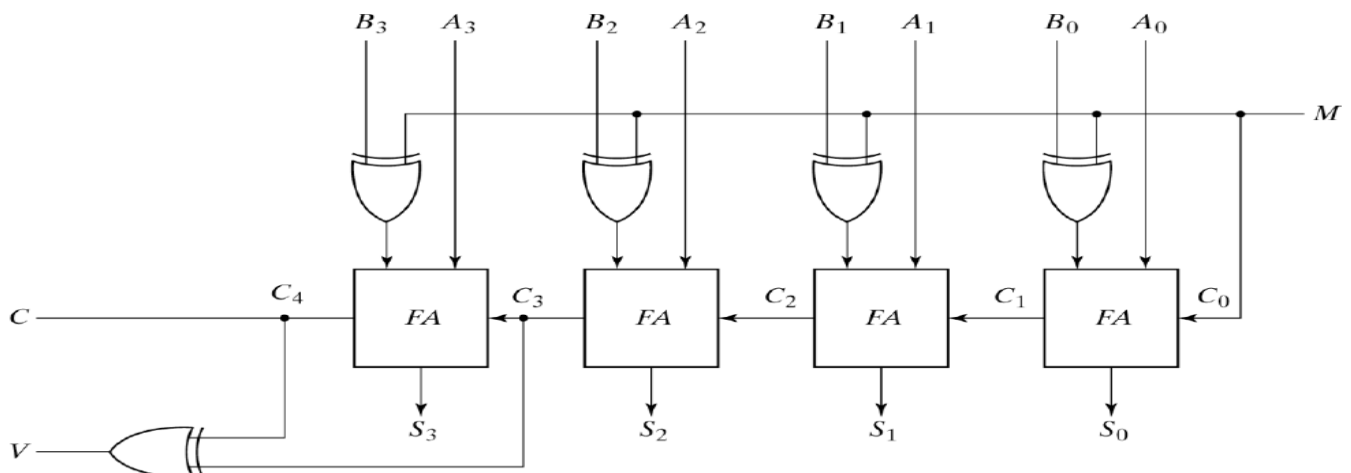 B₃ A₃ B₂ A₂ B₁ A₁ B₀ A₀
M
C₄ C₃ C₂ C₁ C₀
C FA FA FA FA
S₃ S₂ S₁ S₀
V